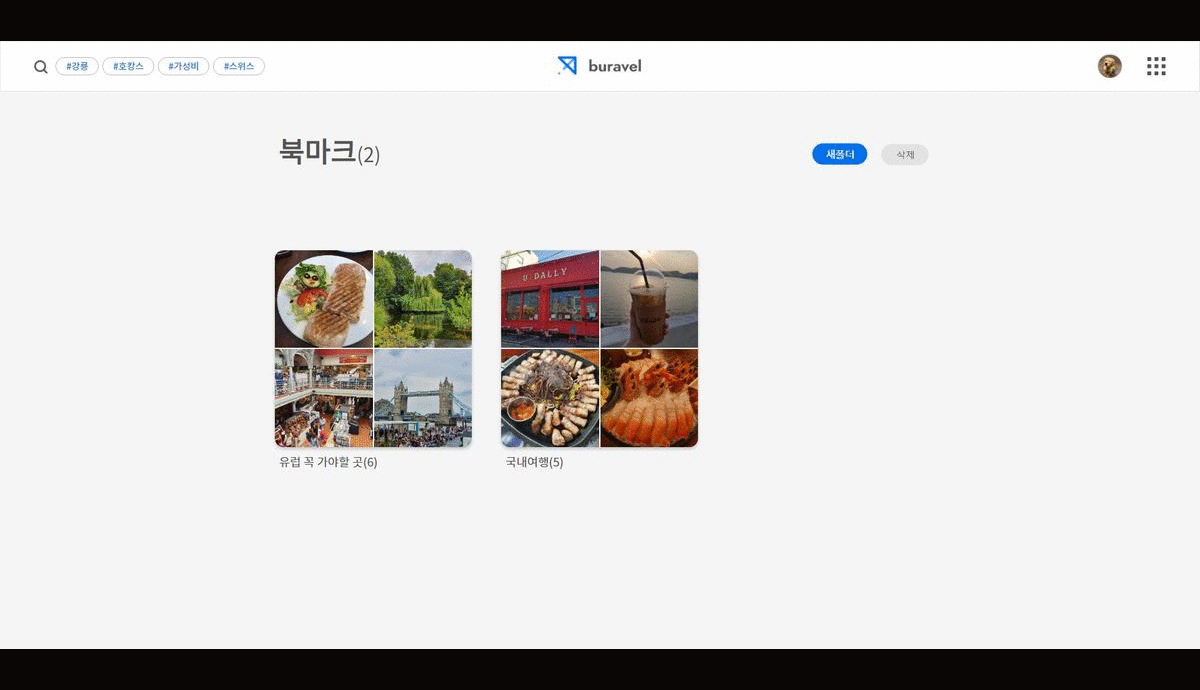 #강릉 #호캉스 #가성비 #스위스
buravel
북마크(2)
새폴더 삭제
U. DALLY
유럽 꼭 가야할 곳(6)
국내여행(5)